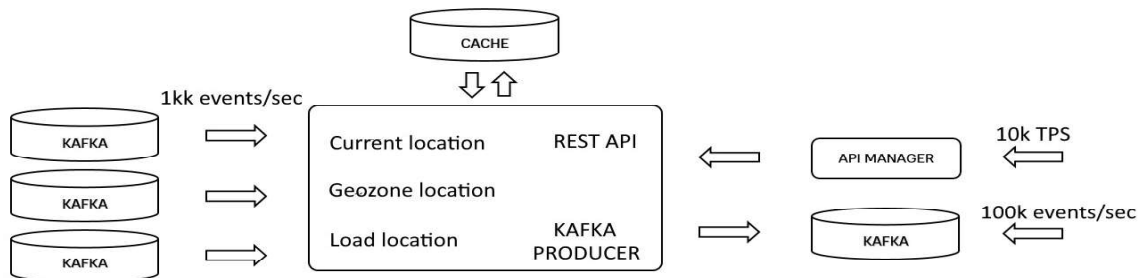 CACHE
1kk events/sec
KAFKA
KAFKA
KAFKA
Current location
REST API
Geozone location
Load location
KAFKA
PRODUCER
API MANAGER
10k TPS
KAFKA
100k events/sec